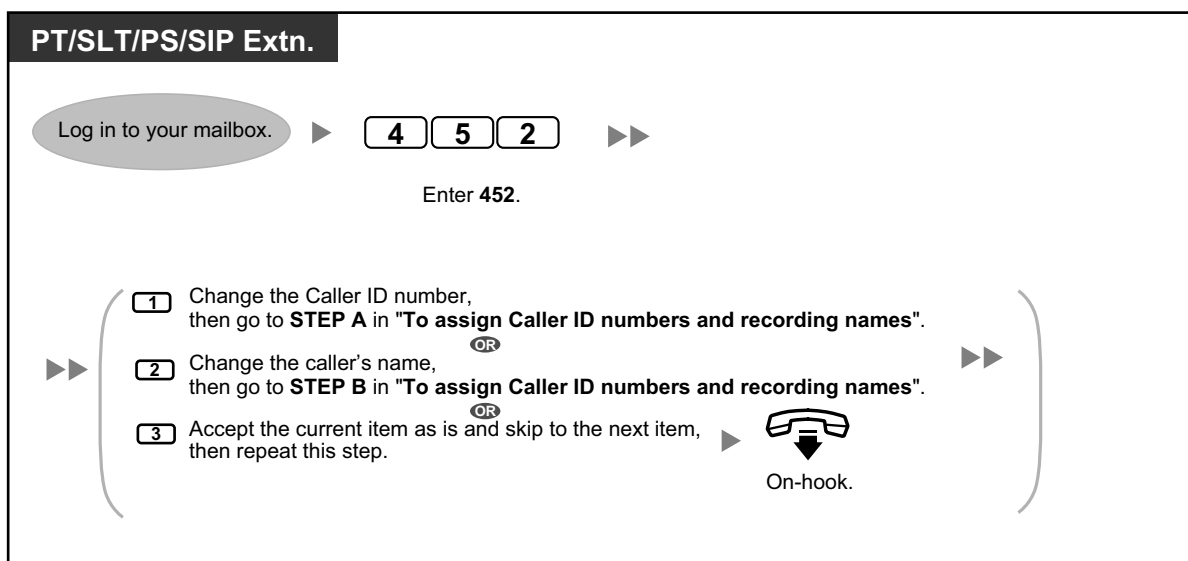 PT/SLT/PS/SIP Extn.
Log in to your mailbox.
4 5 2
Enter 452.
1 Change the Caller ID number,
then go to STEP A in "To assign Caller ID numbers and recording names".
OR
2 Change the caller's name,
then go to STEP B in "To assign Caller ID numbers and recording names".
OR
3 Accept the current item as is and skip to the next item,
then repeat this step.
On-hook.